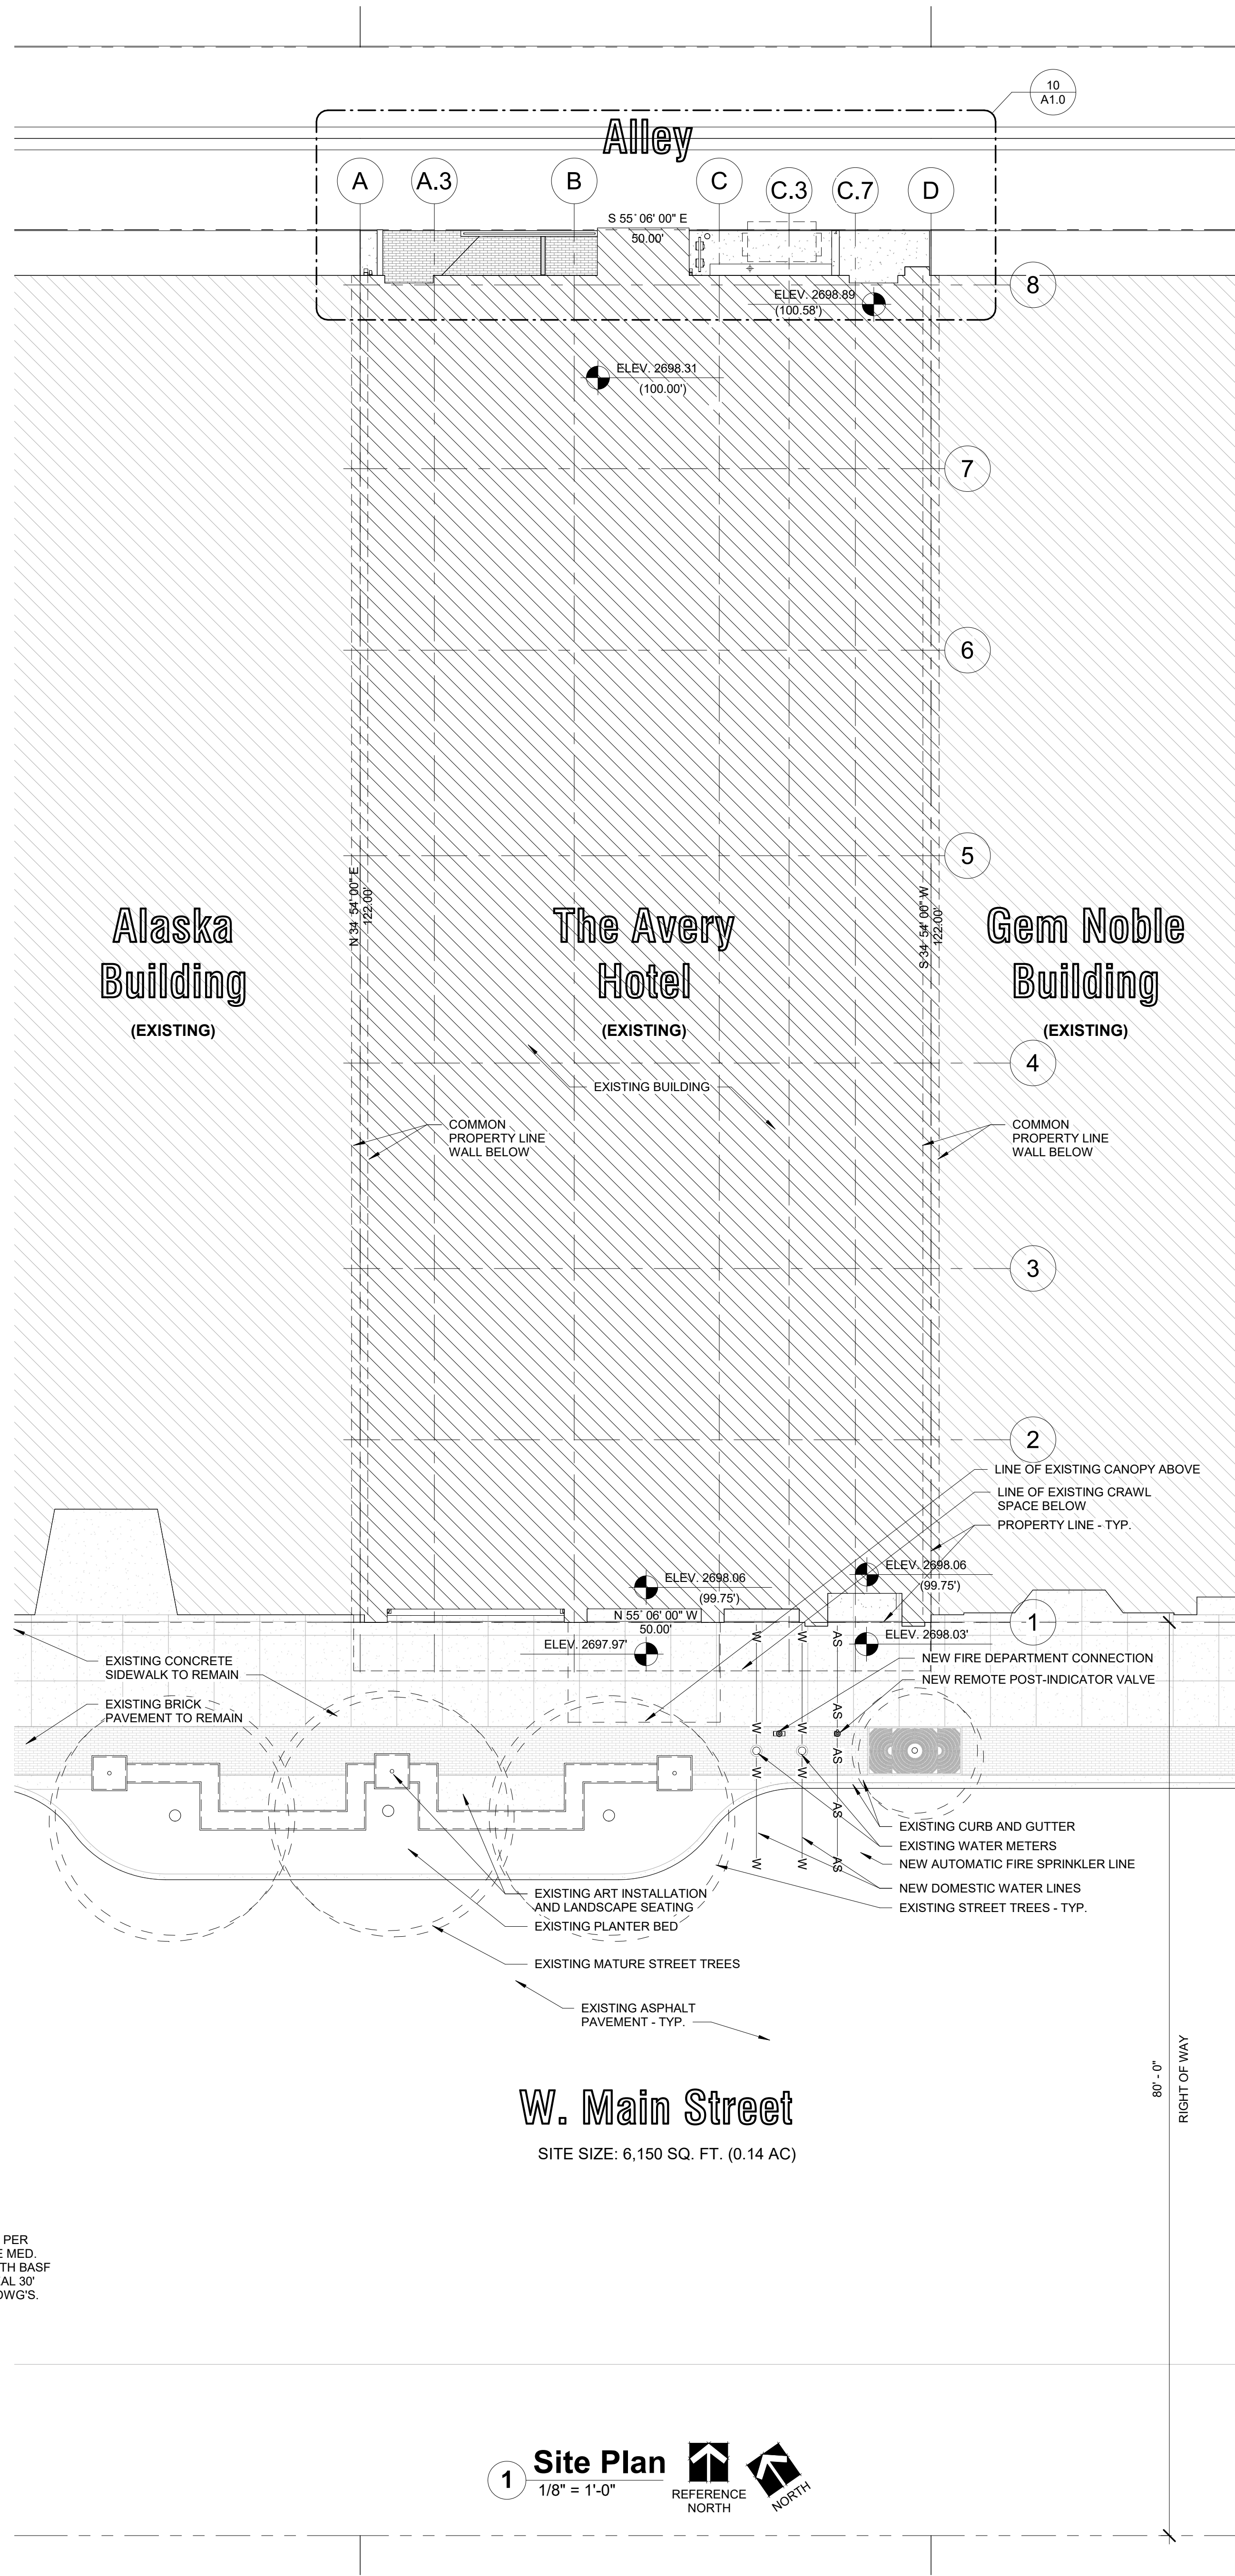 10
A1.0
Alley
A
A.3
B
C
C.3
C.7
D
S 55° 06' 00" E
50.00'
8
ELEV. 2698.89
(100.58')
ELEV. 2698.31
(100.00')
7
6
5
N 34° 54' 00" E
122.00'
S 34° 54' 00" W
122.00'
Alaska
Building
(EXISTING)
The Avery
Hotel
(EXISTING)
Gem Noble
Building
(EXISTING)
4
EXISTING BUILDING
COMMON
PROPERTY LINE
WALL BELOW
COMMON
PROPERTY LINE
WALL BELOW
3
2
LINE OF EXISTING CANOPY ABOVE
LINE OF EXISTING CRAWL
SPACE BELOW
PROPERTY LINE - TYP.
ELEV. 2698.06
(99.75')
ELEV. 2698.06
(99.75')
N 55° 06' 00" W
50.00'
1
ELEV. 2697.97'
ELEV. 2698.03'
NEW FIRE DEPARTMENT CONNECTION
NEW REMOTE POST-INDICATOR VALVE
EXISTING CONCRETE
SIDEWALK TO REMAIN
EXISTING BRICK
PAVEMENT TO REMAIN
W
W
AS
W
W
AS
W
W
AS
AS
W
W
AS
EXISTING CURB AND GUTTER
EXISTING WATER METERS
NEW AUTOMATIC FIRE SPRINKLER LINE
NEW DOMESTIC WATER LINES
EXISTING STREET TREES - TYP.
EXISTING ART INSTALLATION
AND LANDSCAPE SEATING
EXISTING PLANTER BED
EXISTING MATURE STREET TREES
EXISTING ASPHALT
PAVEMENT - TYP.
80' - 0"
RIGHT OF WAY
W. Main Street
SITE SIZE: 6,150 SQ. FT. (0.14 AC)
PER
MED.
BASF
30'
DWG'S.
1
Site Plan
1/8" = 1'-0"
REFERENCE
NORTH
NORTH